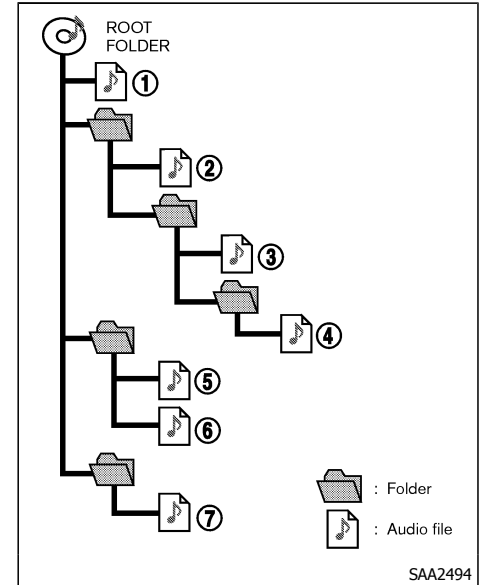 ROOT
FOLDER
1
2
3
4
5
6
7
: Folder
: Audio file
SAA2494